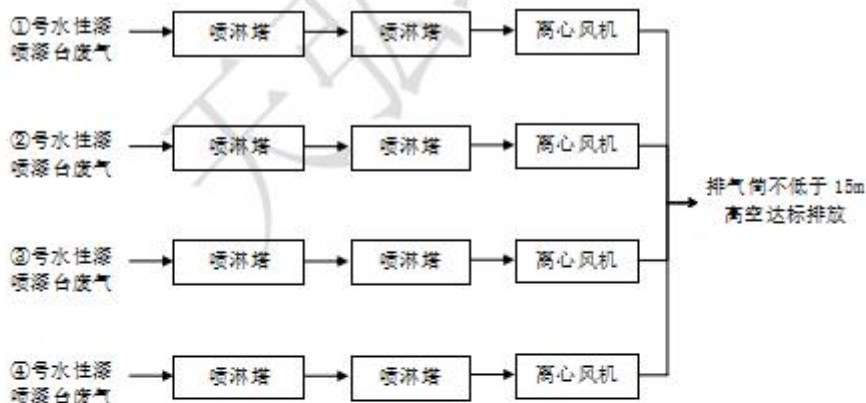 ①号水性漆
喷漆台废气
喷淋塔
喷淋塔
离心风机
②号水性漆
喷漆台废气
喷淋塔
喷淋塔
离心风机
排气筒不低于 15m
高空达标排放
③号水性漆
喷漆台废气
喷淋塔
喷淋塔
离心风机
④号水性漆
喷漆台废气
喷淋塔
喷淋塔
离心风机